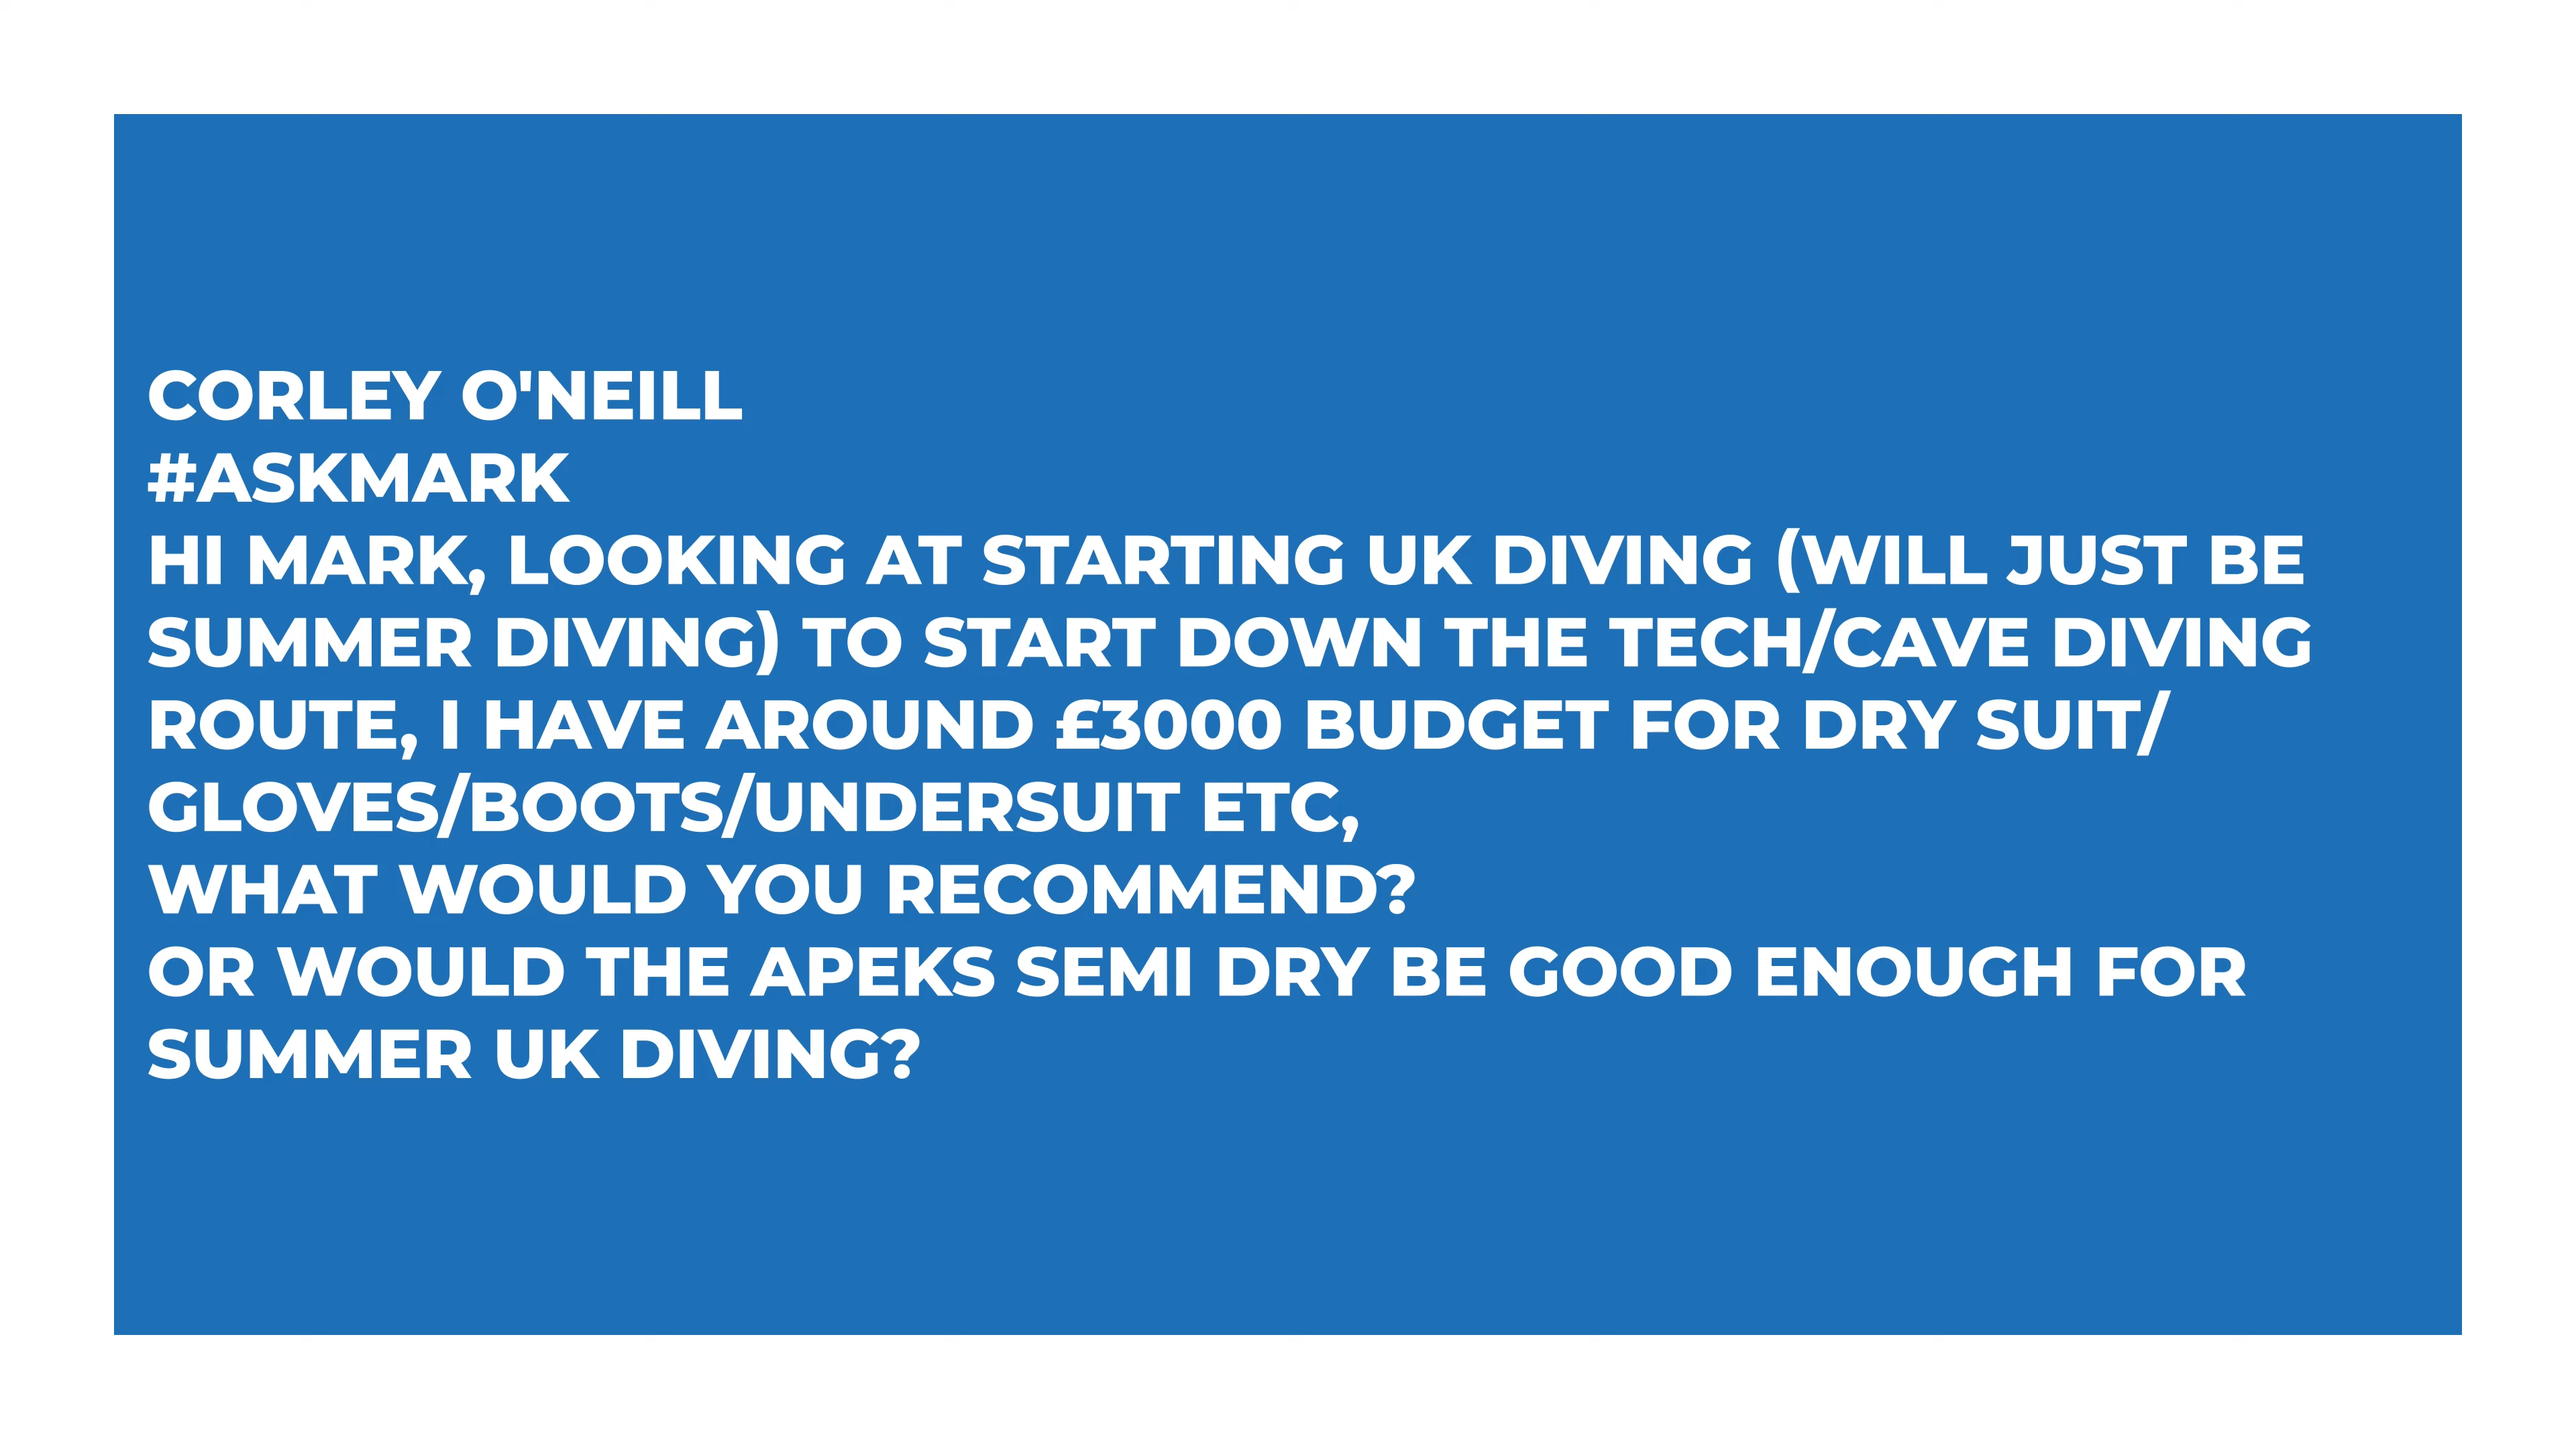 CORLEY O'NEILL
#ASKMARK
HI MARK, LOOKING AT STARTING UK DIVING (WILL JUST BE
SUMMER DIVING) TO START DOWN THE TECH/CAVE DIVING
ROUTE, I HAVE AROUND £3000 BUDGET FOR DRY SUIT/
GLOVES/BOOTS/UNDERSUIT ETC,
WHAT WOULD YOU RECOMMEND?
OR WOULD THE APEKS SEMI DRY BE GOOD ENOUGH FOR
SUMMER UK DIVING?